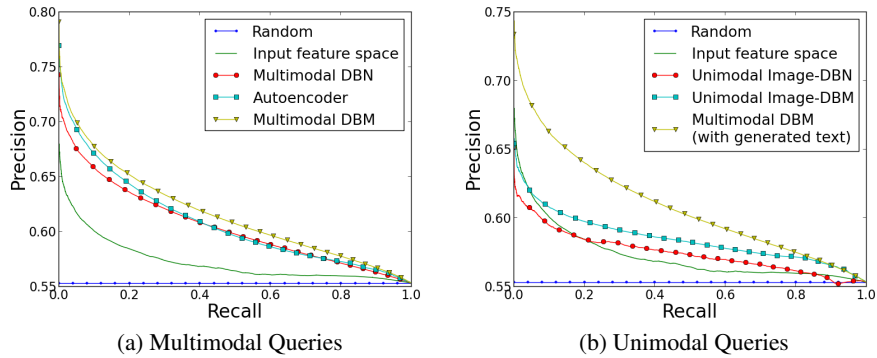 0.80
0.75
0.70
0.65
0.60
0.55
Precision
0.0
0.2
0.4
0.6
0.8
1.0
Recall
Random
Input feature space
Multimodal DBN
Autoencoder
Multimodal DBM
(a) Multimodal Queries
0.75
0.70
0.65
0.60
0.55
Precision
0.0
0.2
0.4
0.6
0.8
1.0
Recall
Random
Input feature space
Unimodal Image-DBN
Unimodal Image-DBM
Multimodal DBM
(with generated text)
(b) Unimodal Queries